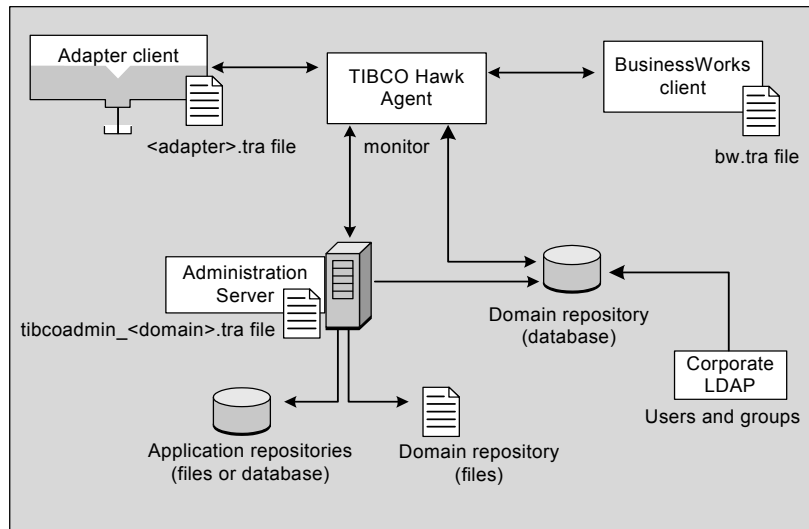 Adapter client
<adapter>.tra file
TIBCO Hawk
Agent
BusinessWorks
client
bw.tra file
monitor
Administration
Server
tibcoadmin_<domain>.tra file
Domain repository
(database)
Corporate
LDAP
Users and groups
Application repositories
(files or database)
Domain repository
(files)